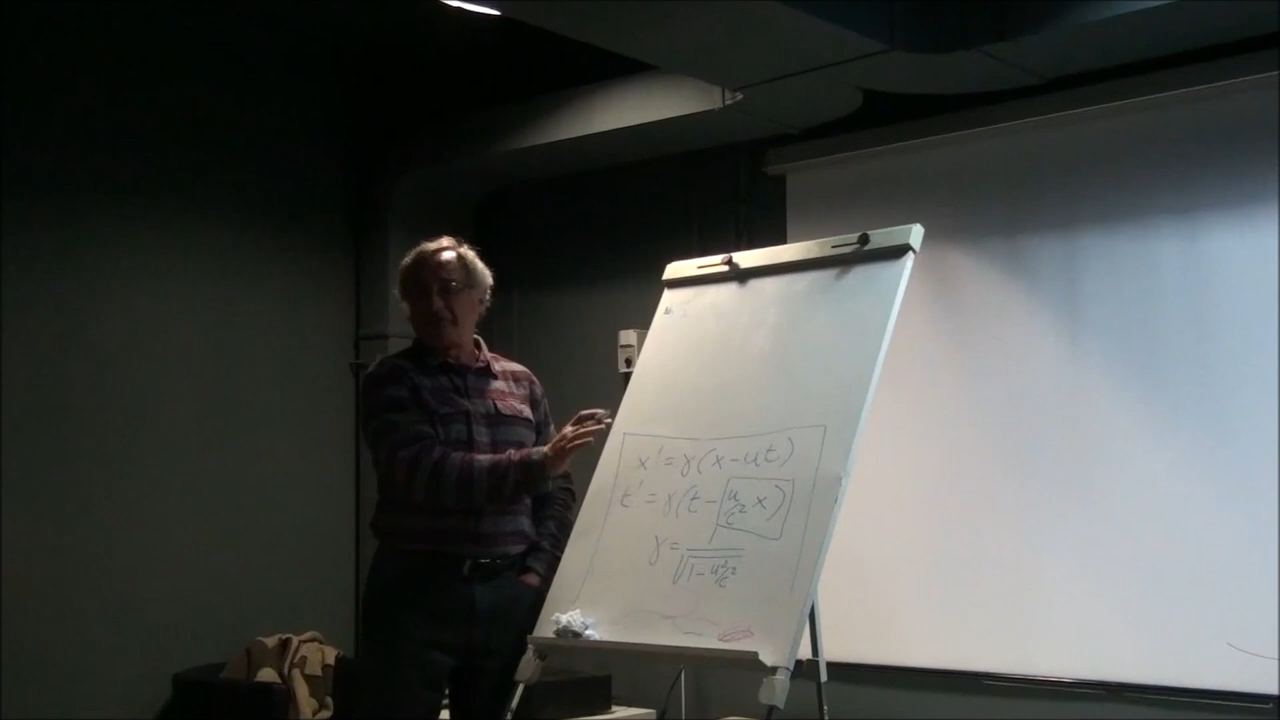 x' = γ(x - ut)
t' = γ(t - u/c² x)
γ = 1/√(1 - u²/c²)